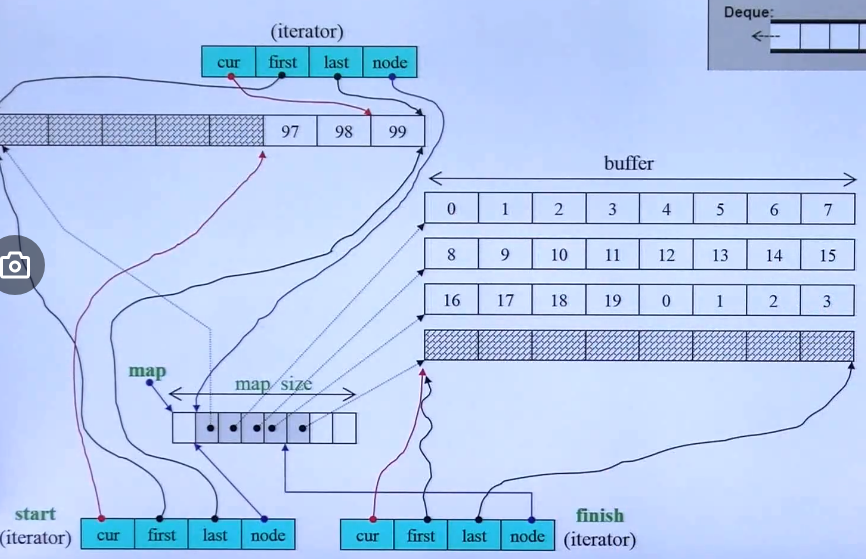 Deque:
(iterator)
cur first last node
97 98 99
buffer
0 1 2 3 4 5 6 7
8 9 10 11 12 13 14 15
16 17 18 19 0 1 2 3
map
map size
start
(iterator)
cur first last node
cur first last node
finish
(iterator)